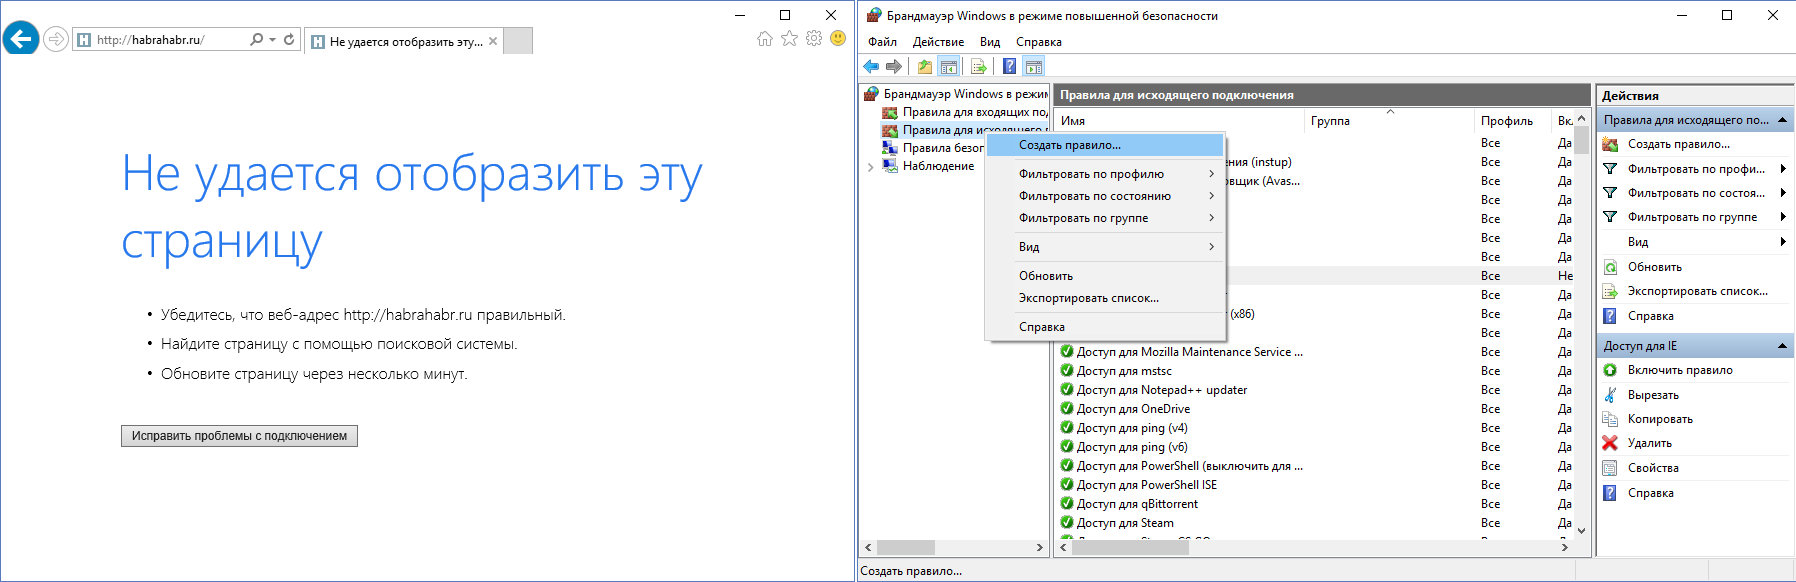 http://habrahabr.ru/
Не удается отобразить эту...
Не удается отобразить эту
страницу
• Убедитесь, что веб-адрес http://habrahabr.ru правильный.
• Найдите страницу с помощью поисковой системы.
• Обновите страницу через несколько минут.
Исправить проблемы с подключением
Брандмауэр Windows в режиме повышенной безопасности
Файл Действие Вид Справка
Брандмауэр Windows в режим
Правила для входящих по
Правила для исходящего
Правила безоп
Наблюдение
Создать правило...
Фильтровать по профилю
Фильтровать по состоянию
Фильтровать по группе
Вид
Обновить
Экспортировать список...
Справка
Правила для исходящего подключения
Имя Группа Профиль Вк
Все Да
ения (instup) Все Да
овщик (Avas... Все Да
Все Да
Все Да
Все Да
Все Да
Все Не
Все Да
(x86) Все Да
Все Да
Доступ для Mozilla Maintenance Service ... Все Да
Доступ для mstsc Все Да
Доступ для Notepad++ updater Все Да
Доступ для OneDrive Все Да
Доступ для ping (v4) Все Да
Доступ для ping (v6) Все Да
Доступ для PowerShell (выключить для ... Все Да
Доступ для PowerShell ISE Все Да
Доступ для qBittorrent Все Да
Доступ для Steam Все Да
Действия
Правила для исходящего по...
Создать правило...
Фильтровать по профи...
Фильтровать по состоя...
Фильтровать по группе
Вид
Обновить
Экспортировать список...
Справка
Доступ для IE
Включить правило
Вырезать
Копировать
Удалить
Свойства
Справка
Создать правило...